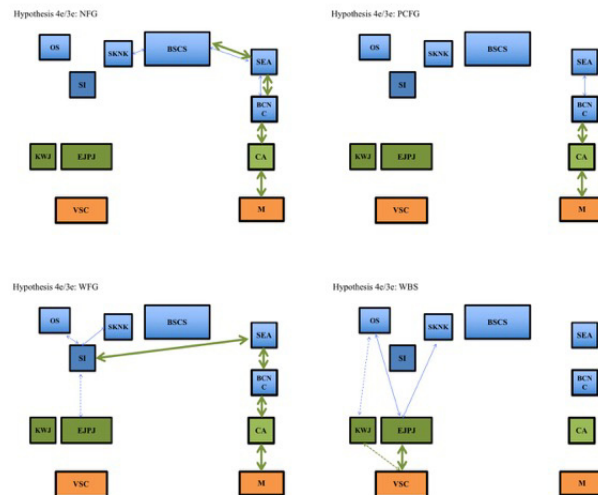 Hypothesis 4e/3e: NFG
OS
SKNK
BSCS
SEA
SI
BCN
C
KWJ
EJPJ
CA
VSC
M
Hypothesis 4e/3e: PCFG
OS
SKNK
BSCS
SEA
SI
BCN
C
KWJ
EJPJ
CA
VSC
M
Hypothesis 4e/3e: WFG
OS
SKNK
BSCS
SEA
SI
BCN
C
KWJ
EJPJ
CA
VSC
M
Hypothesis 4e/3e: WBS
OS
SKNK
BSCS
SEA
SI
BCN
C
KWJ
EJPJ
CA
VSC
M